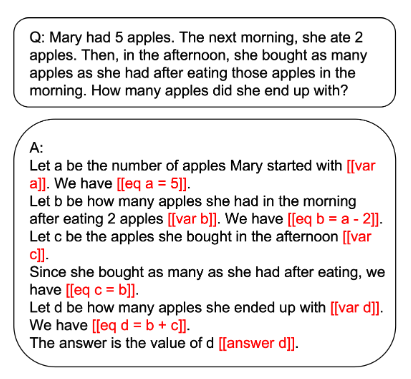 Q: Mary had 5 apples. The next morning, she ate 2
apples. Then, in the afternoon, she bought as many
apples as she had after eating those apples in the
morning. How many apples did she end up with?
A:
Let a be the number of apples Mary started with [[var
a]]. We have [[eq a = 5]].
Let b be how many apples she had in the morning
after eating 2 apples [[var b]]. We have [[eq b = a - 2]].
Let c be the apples she bought in the afternoon [[var
c]].
Since she bought as many as she had after eating, we
have [[eq c = b]].
Let d be how many apples she ended up with [[var d]].
We have [[eq d = b + c]].
The answer is the value of d [[answer d]].